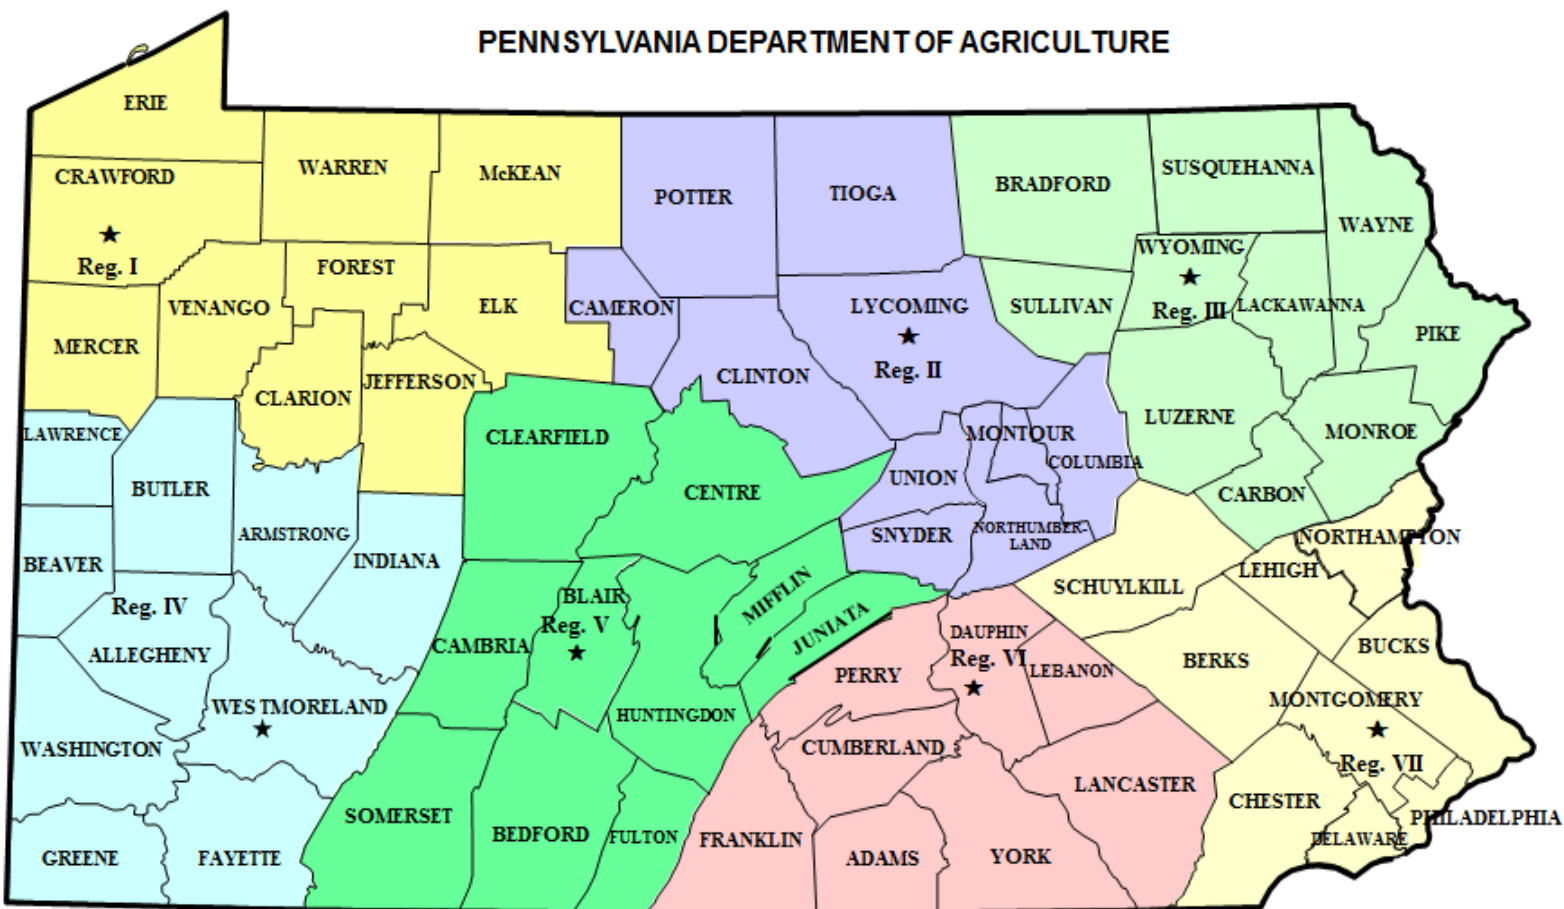 PENNSYLVANIA DEPARTMENT OF AGRICULTURE
ERIE
CRAWFORD
WARREN
McKEAN
POTTER
TIOGA
BRADFORD
SUSQUEHANNA
WAYNE
Reg. I
FOREST
VENANGO
ELK
CAMERON
LYCOMING
Reg. II
SULLIVAN
WYOMING
Reg. III
LACKAWANNA
PIKE
MERCER
CLARION
JEFFERSON
CLINTON
LUZERNE
MONROE
LAWRENCE
BUTLER
CLEARFIELD
CENTRE
UNION
MONTOUR
COLUMBIA
CARBON
ARMSTRONG
INDIANA
SNYDER
NORTHUMBER-
LAND
NORTHAMPTON
BEAVER
Reg. IV
BLAIR
Reg. V
MIFFLIN
JUNIATA
SCHUYLKILL
LEHIGH
ALLEGHENY
CAMBRIA
PERRY
DAUPHIN
Reg. VI
LEBANON
BERKS
BUCKS
WESTMORELAND
HUNTINGDON
MONTGOMERY
Reg. VII
WASHINGTON
CUMBERLAND
LANCASTER
CHESTER
PHILADELPHIA
SOMERSET
BEDFORD
FULTON
FRANKLIN
ADAMS
YORK
DELAWARE
GREENE
FAYETTE